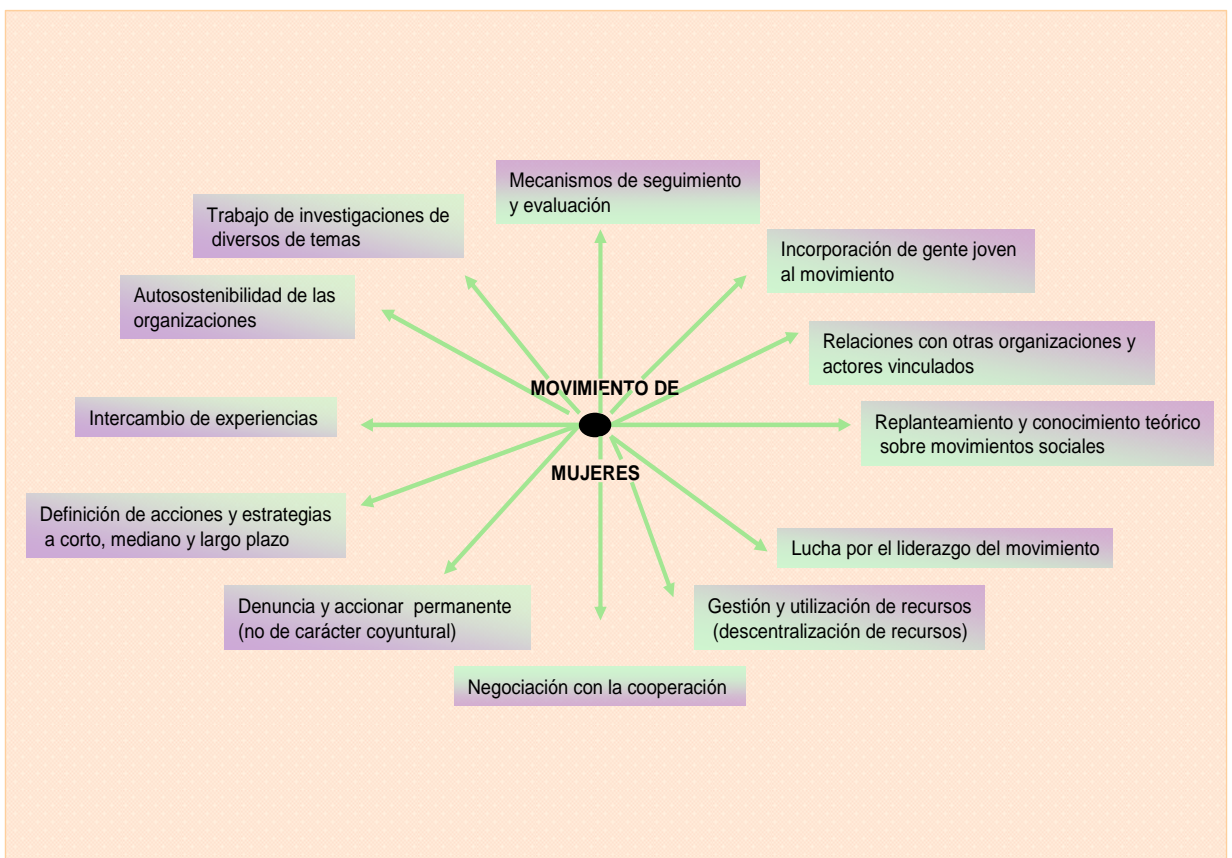 Mecanismos de seguimiento
y evaluación
Trabajo de investigaciones de
diversos de temas
Incorporación de gente joven
al movimiento
Autosostenibilidad de las
organizaciones
Relaciones con otras organizaciones y
actores vinculados
MOVIMIENTO DE
MUJERES
Intercambio de experiencias
Replanteamiento y conocimiento teórico
sobre movimientos sociales
Definición de acciones y estrategias
a corto, mediano y largo plazo
Lucha por el liderazgo del movimiento
Denuncia y accionar permanente
(no de carácter coyuntural)
Gestión y utilización de recursos
(descentralización de recursos)
Negociación con la cooperación